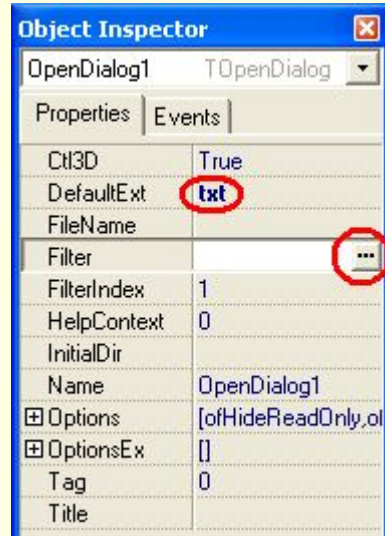 Object Inspector
OpenDialog1 TOpenDialog
Properties Events
Ctl3D True
DefaultExt txt
FileName
Filter ...
FilterIndex 1
HelpContext 0
InitialDir
Name OpenDialog1
Options [ofHideReadOnly,of
OptionsEx []
Tag 0
Title